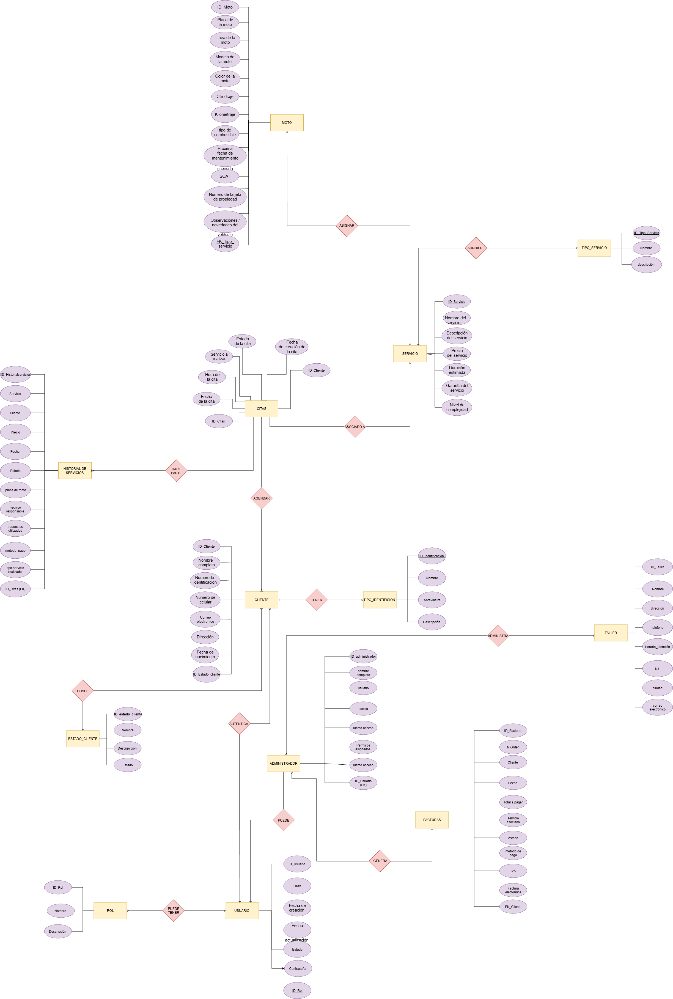 ID_Moto
Placa de
la moto
Linea de la
moto
Modelo de
la moto
Color de la
moto
Cilindraje
Kilometraje
tipo de
combustible
Próxima
fecha de
mantenimiento
sugerida
SOAT
Número de tarjeta
de propiedad
Observaciones /
novedades del
vehículo
FK_Tipo_
servicio
MOTO
ASIGNAR
ADQUIERE
TIPO_SERVICIO
ID_Tipo_Servicio
Nombre
descripción
ID_Servicio
Nombre del
servicio
Descripción
del servicio
Precio
del servicio
Duración
estimada
Garantía del
servicio
Nivel de
complejidad
SERVICIO
Estado
de la cita
Fecha
de creación de
la cita
Servicio a
realizar
ID_Cliente
Hora de
la cita
Fecha
de la cita
ID_Citas
CITAS
ASOCIADO A
ID_Historialservicios
Servicio
Cliente
Precio
Fecha
Estado
placa de moto
tecnico
responsable
repuestos
utilizados
metodo_pago
tipo servicio
realizado
ID_Citas (FK)
HISTORIAL DE
SERVICIOS
HACE
PARTE
AGENDAR
ID_Cliente
Nombre
completo
Numerode
identificación
Numero de
celular
Correo
electronico
Dirección
Fecha de
nacimiento
ID_Estado_cliente
CLIENTE
TENER
TIPO_IDENTIFICIÓN
ID_Identificación
Nombre
Abreviatura
Descripción
ADMINISTRA
TALLER
ID_Taller
Nombre
dirección
teléfono
Horario_atención
Nit
ciudad
correo
electronico
POSEE
ESTADO_CLIENTE
ID_estado_cliente
Nombre
Descripcción
Estado
AUTÉNTICA
ID_administrador
nombre
completo
usuario
correo
ultimo acceso
Permisos
asignados
ultimo acceso
ID_Usuario
(FK)
ADMINISTRADOR
PUEDE
GENERA
FACTURAS
ID_Facturas
N Orden
Cliente
Fecha
Total a pagar
servicio
asociado
estado
metodo de
pago
IVA
Factura
electornica
FK_Cliente
ID_Rol
Nombre
Descripción
ROL
PUEDE
TENER
USUARIO
ID_Usuario
Hash
Fecha de
creación
Fecha
actualización
Estado
Contraseña
ID_Rol